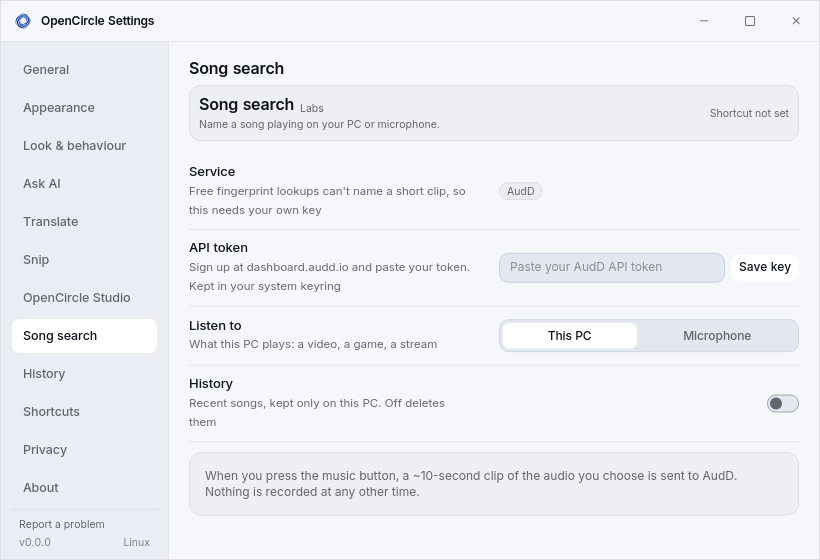 OpenCircle Settings
General
Appearance
Look & behaviour
Ask AI
Translate
Snip
OpenCircle Studio
Song search
History
Shortcuts
Privacy
About
Report a problem
v0.0.0 Linux
Song search
Song search Labs
Name a song playing on your PC or microphone.
Shortcut not set
Service
Free fingerprint lookups can't name a short clip, so
this needs your own key
AudD
API token
Sign up at dashboard.audd.io and paste your token.
Kept in your system keyring
Paste your AudD API token
Save key
Listen to
What this PC plays: a video, a game, a stream
This PC
Microphone
History
Recent songs, kept only on this PC. Off deletes
them
When you press the music button, a ~10-second clip of the audio you choose is sent to AudD.
Nothing is recorded at any other time.